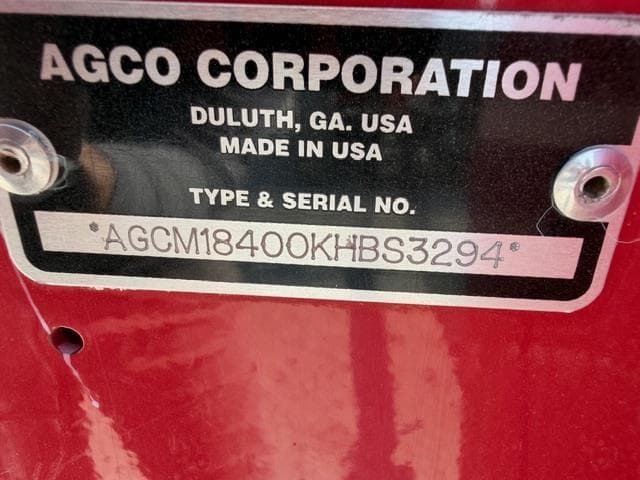 AGCO CORPORATION
DULUTH, GA. USA
MADE IN USA
TYPE & SERIAL NO.
*AGCM18400KHBS3294*